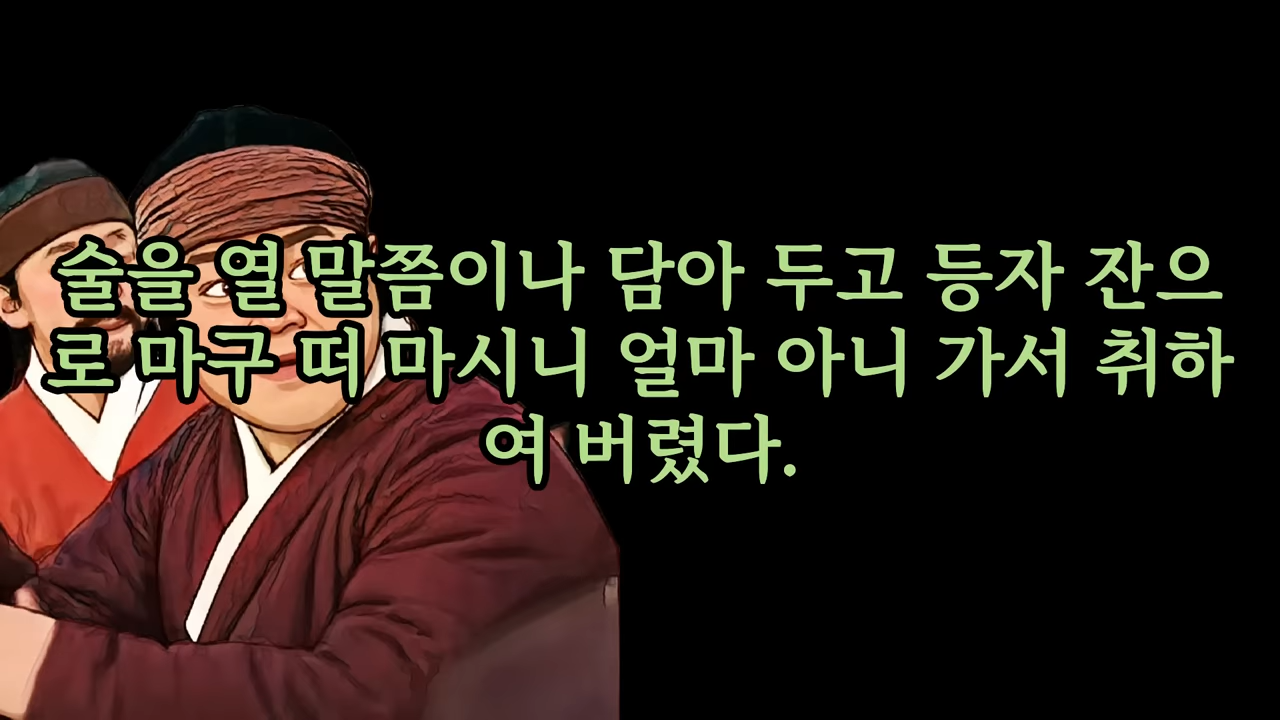 술을 열 말쯤이나 담아 두고 등자 잔으
로 마구 떠 마시니 얼마 아니 가서 취하
여 버렸다.